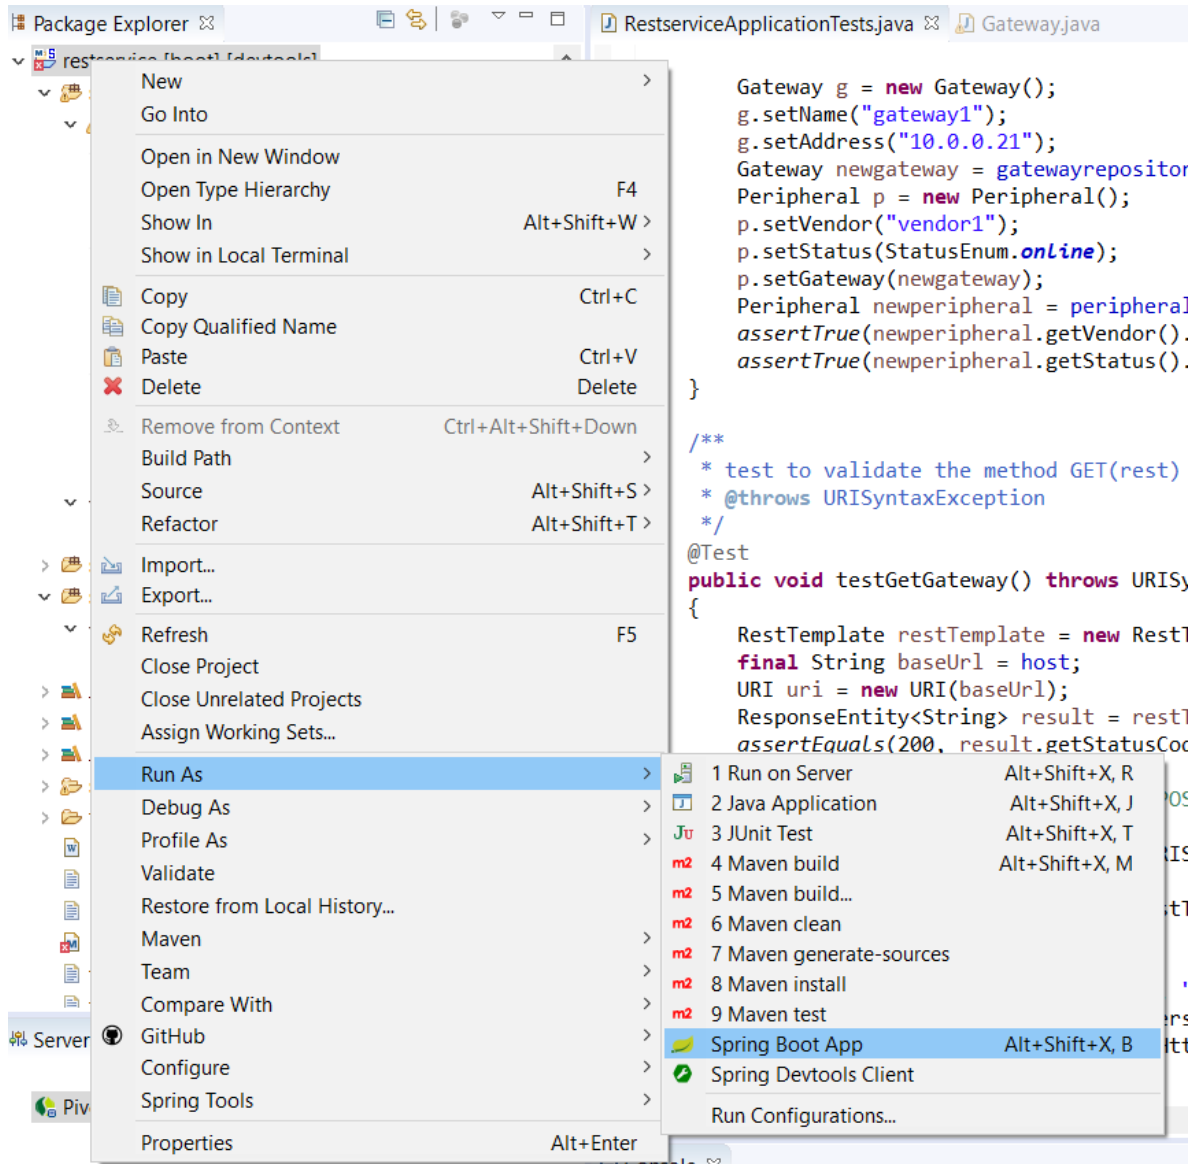 Package Explorer
RestserviceApplicationTests.java
Gateway.java
restservice [boot] [devtools]
New
Go Into
Open in New Window
Open Type Hierarchy F4
Show In Alt+Shift+W
Show in Local Terminal
Copy Ctrl+C
Copy Qualified Name
Paste Ctrl+V
Delete Delete
Remove from Context Ctrl+Alt+Shift+Down
Build Path
Source Alt+Shift+S
Refactor Alt+Shift+T
Import...
Export...
Refresh F5
Close Project
Close Unrelated Projects
Assign Working Sets...
Run As
Debug As
Profile As
Validate
Restore from Local History...
Maven
Team
Compare With
GitHub
Configure
Spring Tools
Properties Alt+Enter
1 Run on Server Alt+Shift+X, R
2 Java Application Alt+Shift+X, J
3 JUnit Test Alt+Shift+X, T
4 Maven build Alt+Shift+X, M
5 Maven build...
6 Maven clean
7 Maven generate-sources
8 Maven install
9 Maven test
Spring Boot App Alt+Shift+X, B
Spring Devtools Client
Run Configurations...
Gateway g = new Gateway();
g.setName("gateway1");
g.setAddress("10.0.0.21");
Gateway newgateway = gatewayrepositor
Peripheral p = new Peripheral();
p.setVendor("vendor1");
p.setStatus(StatusEnum.online);
p.setGateway(newgateway);
Peripheral newperipheral = peripheral
assertTrue(newperipheral.getVendor().
assertTrue(newperipheral.getStatus().
}
/**
* test to validate the method GET(rest)
* @throws URISyntaxException
*/
@Test
public void testGetGateway() throws URISy
{
RestTemplate restTemplate = new RestT
final String baseUrl = host;
URI uri = new URI(baseUrl);
ResponseEntity<String> result = restT
assertEquals(200, result.getStatusCod
Server
Piv